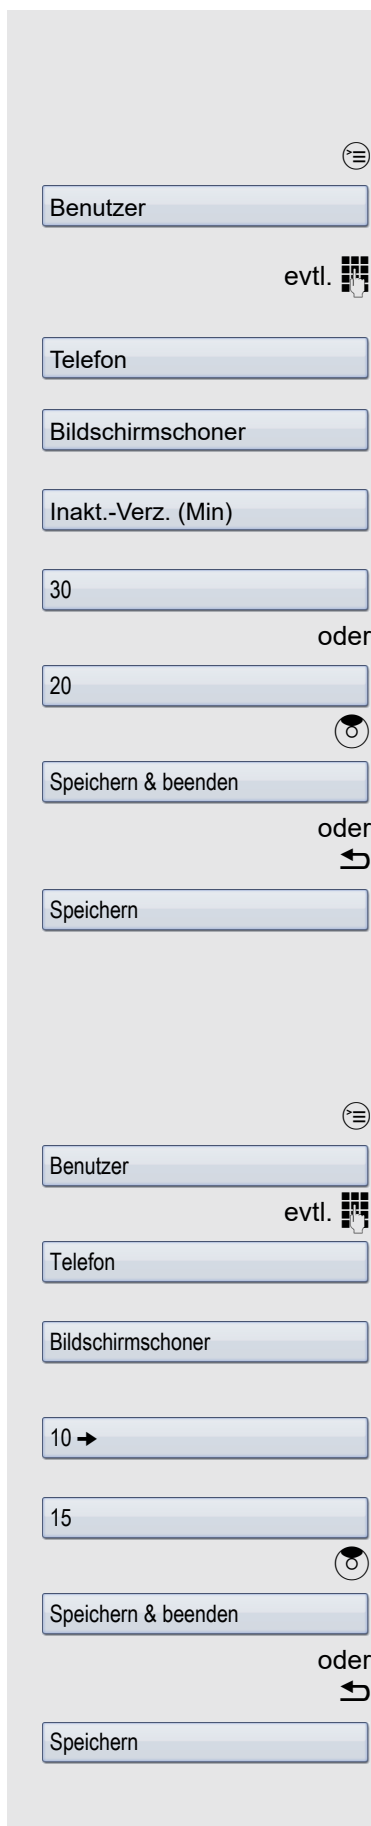 Benutzer
evtl.
Telefon
Bildschirmschoner
Inakt.-Verz. (Min)
30
oder
20
Speichern & beenden
oder
Speichern
Benutzer
evtl.
Telefon
Bildschirmschoner
10 →
15
Speichern & beenden
oder
Speichern